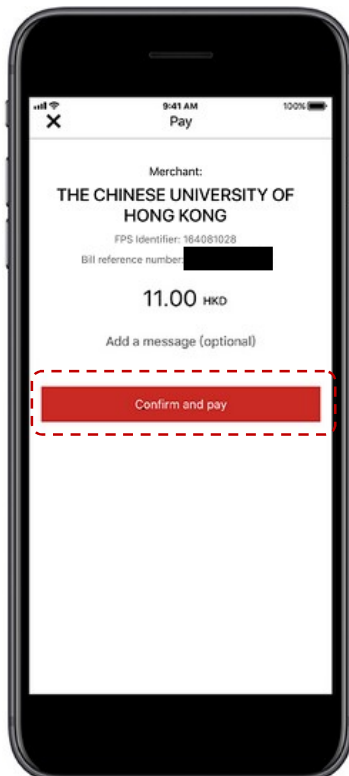 9:41 AM
100%
Pay
Merchant:
THE CHINESE UNIVERSITY OF
HONG KONG
FPS Identifier: 164081028
Bill reference number:
11.00 HKD
Add a message (optional)
Confirm and pay